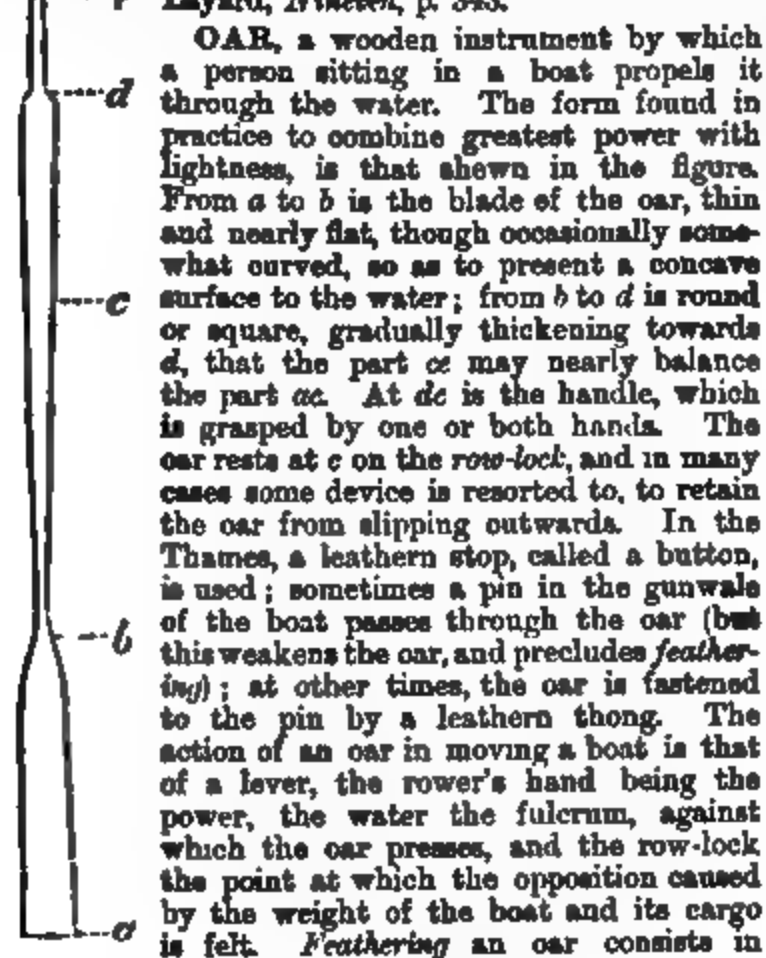 Layard, Nineveh, p. 343.
OAR, a wooden instrument by which
a person sitting in a boat propels it
through the water. The form found in
practice to combine greatest power with
lightness, is that shewn in the figure.
From a to b is the blade of the oar, thin
and nearly flat, though occasionally some-
what curved, so as to present a concave
surface to the water; from b to d is round
or square, gradually thickening towards
d, that the part ce may nearly balance
the part ac. At de is the handle, which
is grasped by one or both hands. The
oar rests at c on the row-lock, and in many
cases some device is resorted to, to retain
the oar from slipping outwards. In the
Thames, a leathern stop, called a button,
is used; sometimes a pin in the gunwale
of the boat passes through the oar (but
this weakens the oar, and precludes feather-
ing); at other times, the oar is fastened
to the pin by a leathern thong. The
action of an oar in moving a boat is that
of a lever, the rower's hand being the
power, the water the fulcrum, against
which the oar presses, and the row-lock
the point at which the opposition caused
by the weight of the boat and its cargo
is felt. Feathering an oar consists in
d
c
b
a